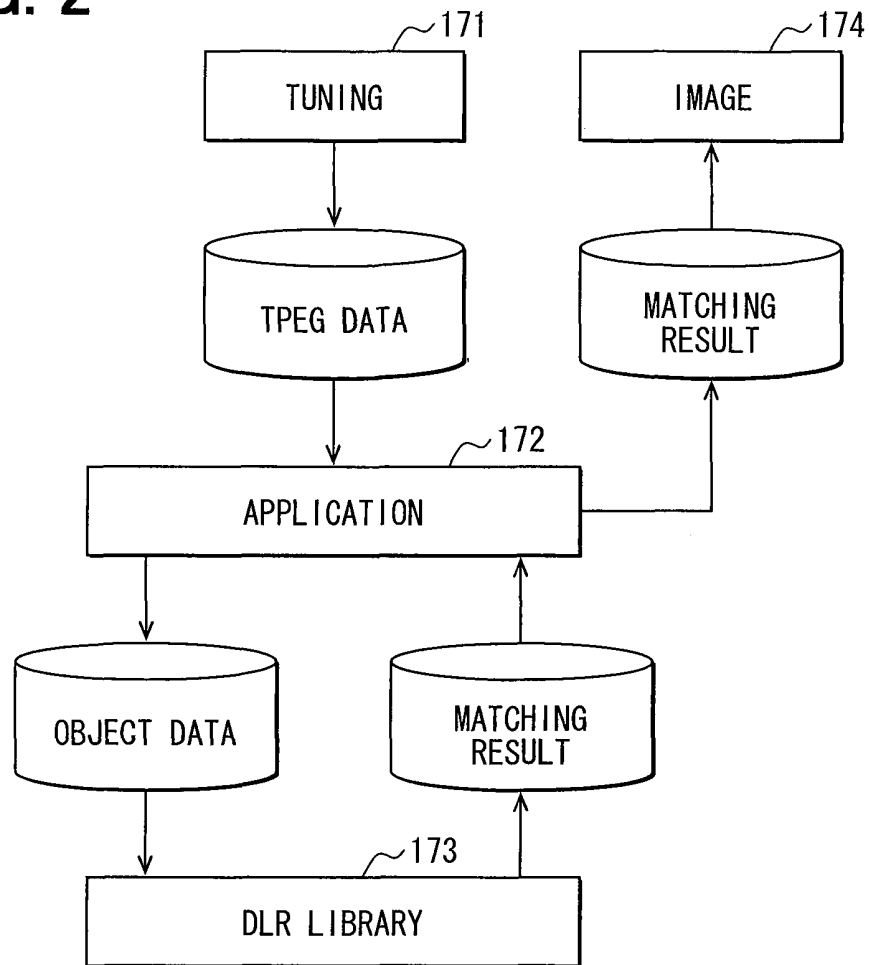 G. 2
171
174
TUNING
IMAGE
TPEG DATA
MATCHING
RESULT
172
APPLICATION
OBJECT DATA
MATCHING
RESULT
173
DLR LIBRARY